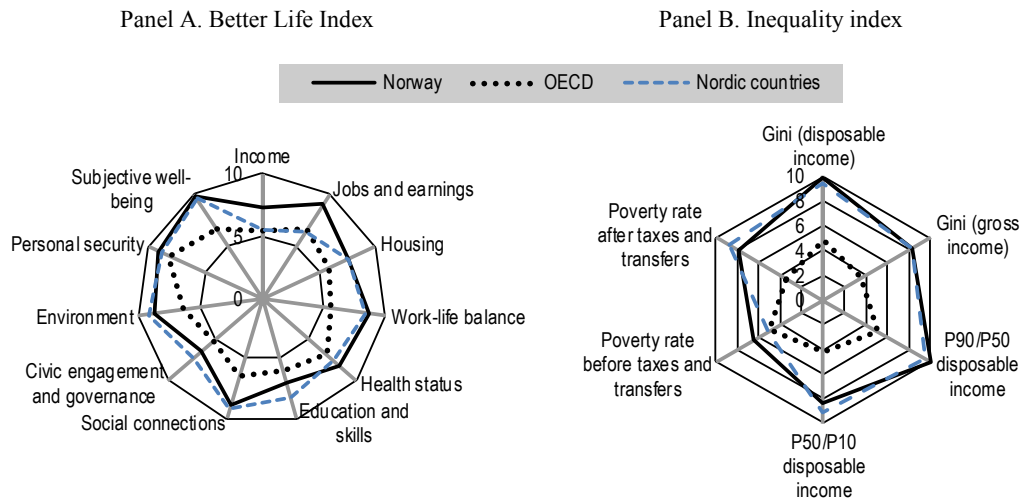 Panel A. Better Life Index
Panel B. Inequality index
Norway
OECD
Nordic countries
Income
Jobs and earnings
Housing
Work-life balance
Health status
Education and
skills
Social connections
Civic engagement
and governance
Environment
Personal security
Subjective well-
being
10
5
0
Gini (disposable
income)
Gini (gross
income)
P90/P50
disposable
income
P50/P10
disposable
income
Poverty rate
before taxes and
transfers
Poverty rate
after taxes and
transfers
10
8
6
4
2
0